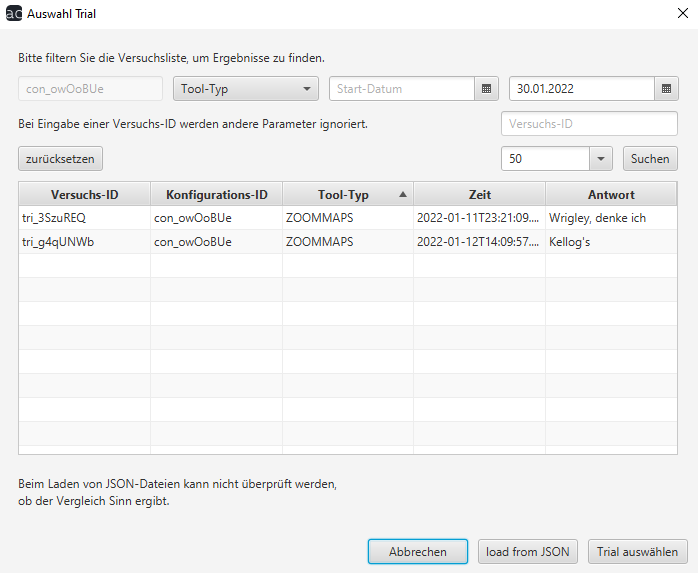 ac Auswahl Trial
Bitte filtern Sie die Versuchsliste, um Ergebnisse zu finden.
con_owOoBUe Tool-Typ Start-Datum 30.01.2022
Bei Eingabe einer Versuchs-ID werden andere Parameter ignoriert. Versuchs-ID
zurücksetzen 50 Suchen
Versuchs-ID Konfigurations-ID Tool-Typ Zeit Antwort
tri_3SzuREQ con_owOoBUe ZOOMMAPS 2022-01-11T23:21:09.... Wrigley, denke ich
tri_g4qUNWb con_owOoBUe ZOOMMAPS 2022-01-12T14:09:57.... Kellog's
Beim Laden von JSON-Dateien kann nicht überprüft werden,
ob der Vergleich Sinn ergibt.
Abbrechen load from JSON Trial auswählen